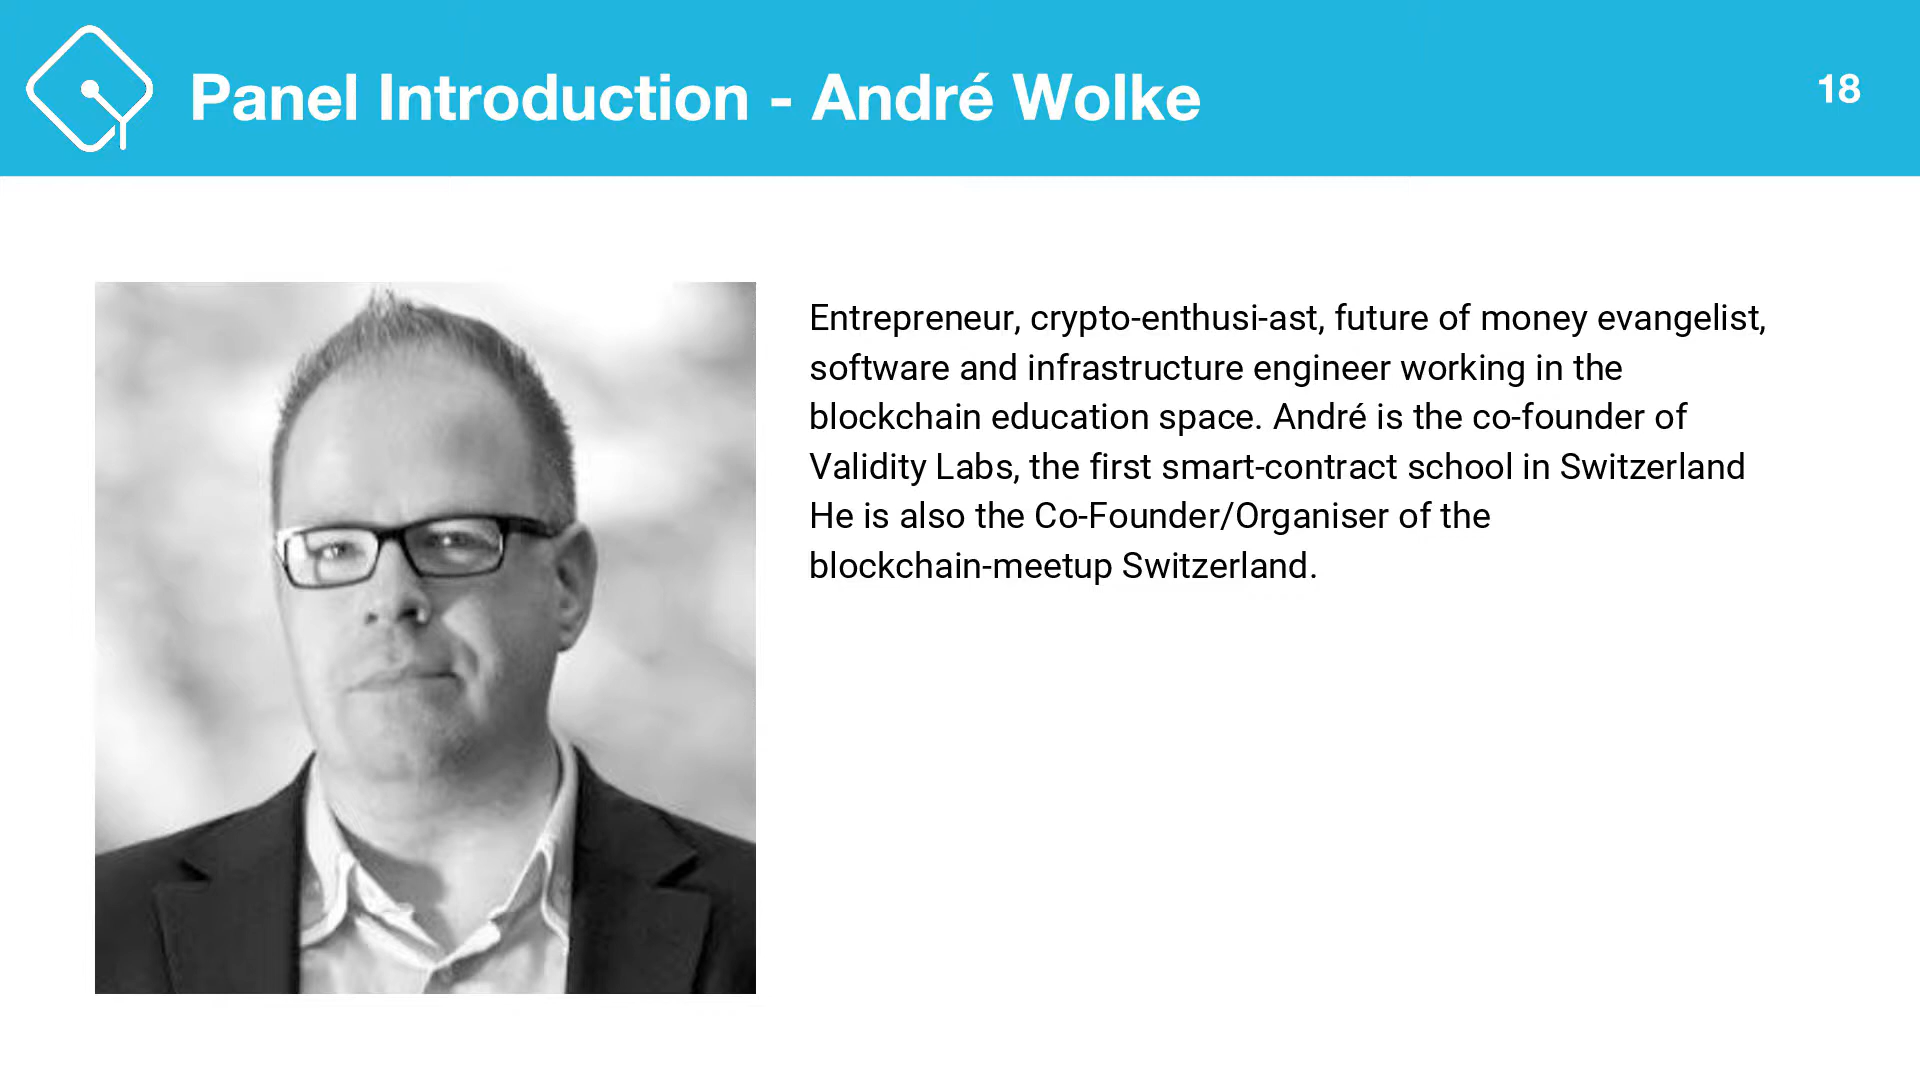 Panel Introduction - André Wolke
18
Entrepreneur, crypto-enthusi-ast, future of money evangelist,
software and infrastructure engineer working in the
blockchain education space. André is the co-founder of
Validity Labs, the first smart-contract school in Switzerland
He is also the Co-Founder/Organiser of the
blockchain-meetup Switzerland.